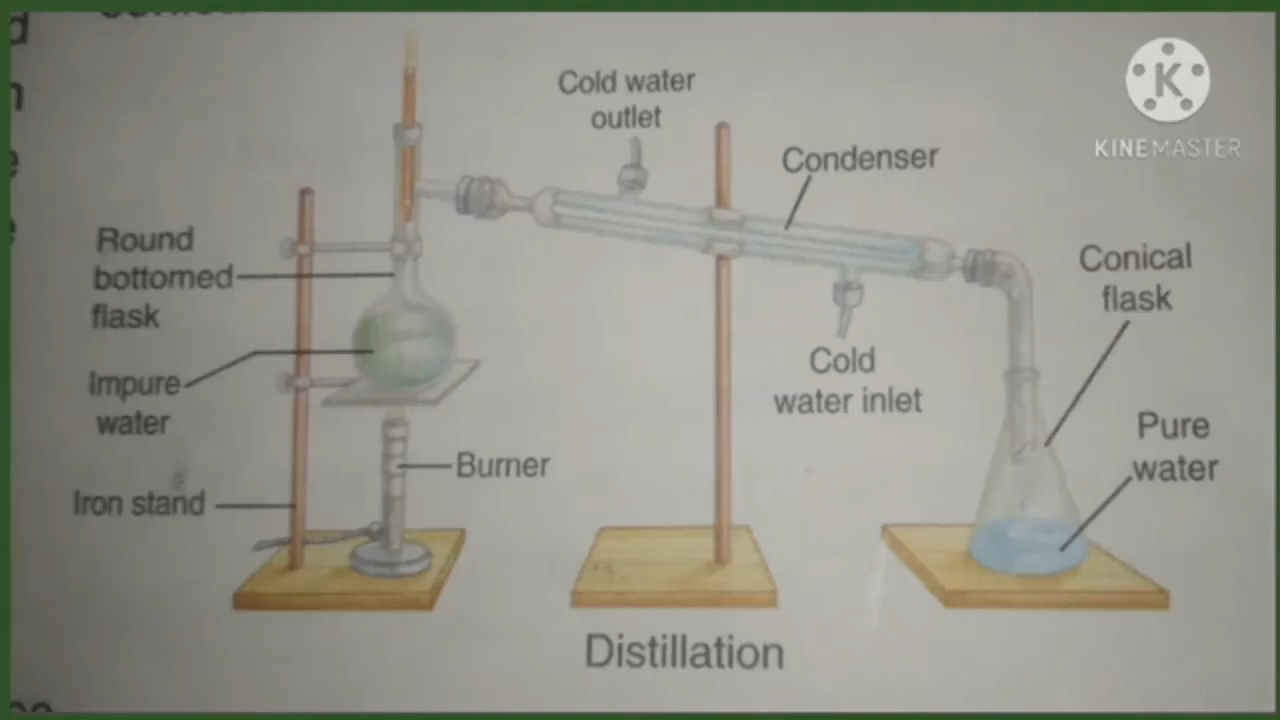 Cold water
outlet
Condenser
K
KINEMASTER
Round
bottomed
flask
Conical
flask
Impure
water
Cold
water inlet
Pure
water
Burner
Iron stand
Distillation